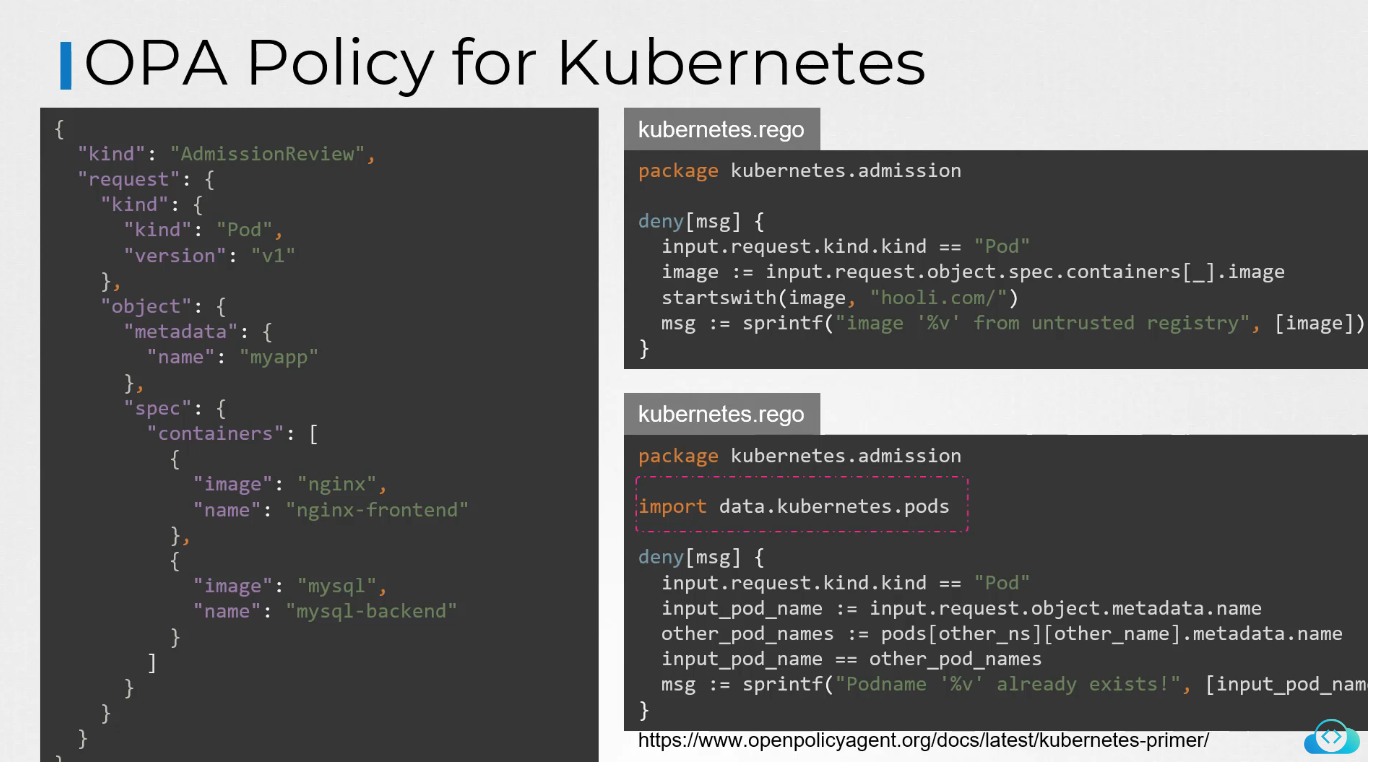 OPA Policy for Kubernetes
{
"kind": "AdmissionReview",
"request": {
"kind": {
"kind": "Pod",
"version": "v1"
},
"object": {
"metadata": {
"name": "myapp"
},
"spec": {
"containers": [
{
"image": "nginx",
"name": "nginx-frontend"
},
{
"image": "mysql",
"name": "mysql-backend"
}
]
}
}
}
kubernetes.rego
package kubernetes.admission
deny[msg] {
input.request.kind.kind == "Pod"
image := input.request.object.spec.containers[_].image
startswith(image, "hooli.com/")
msg := sprintf("image '%v' from untrusted registry", [image])
}
kubernetes.rego
package kubernetes.admission
import data.kubernetes.pods
deny[msg] {
input.request.kind.kind == "Pod"
input_pod_name := input.request.object.metadata.name
other_pod_names := pods[other_ns][other_name].metadata.name
input_pod_name == other_pod_names
msg := sprintf("Podname '%v' already exists!", [input_pod_nam
}
https://www.openpolicyagent.org/docs/latest/kubernetes-primer/